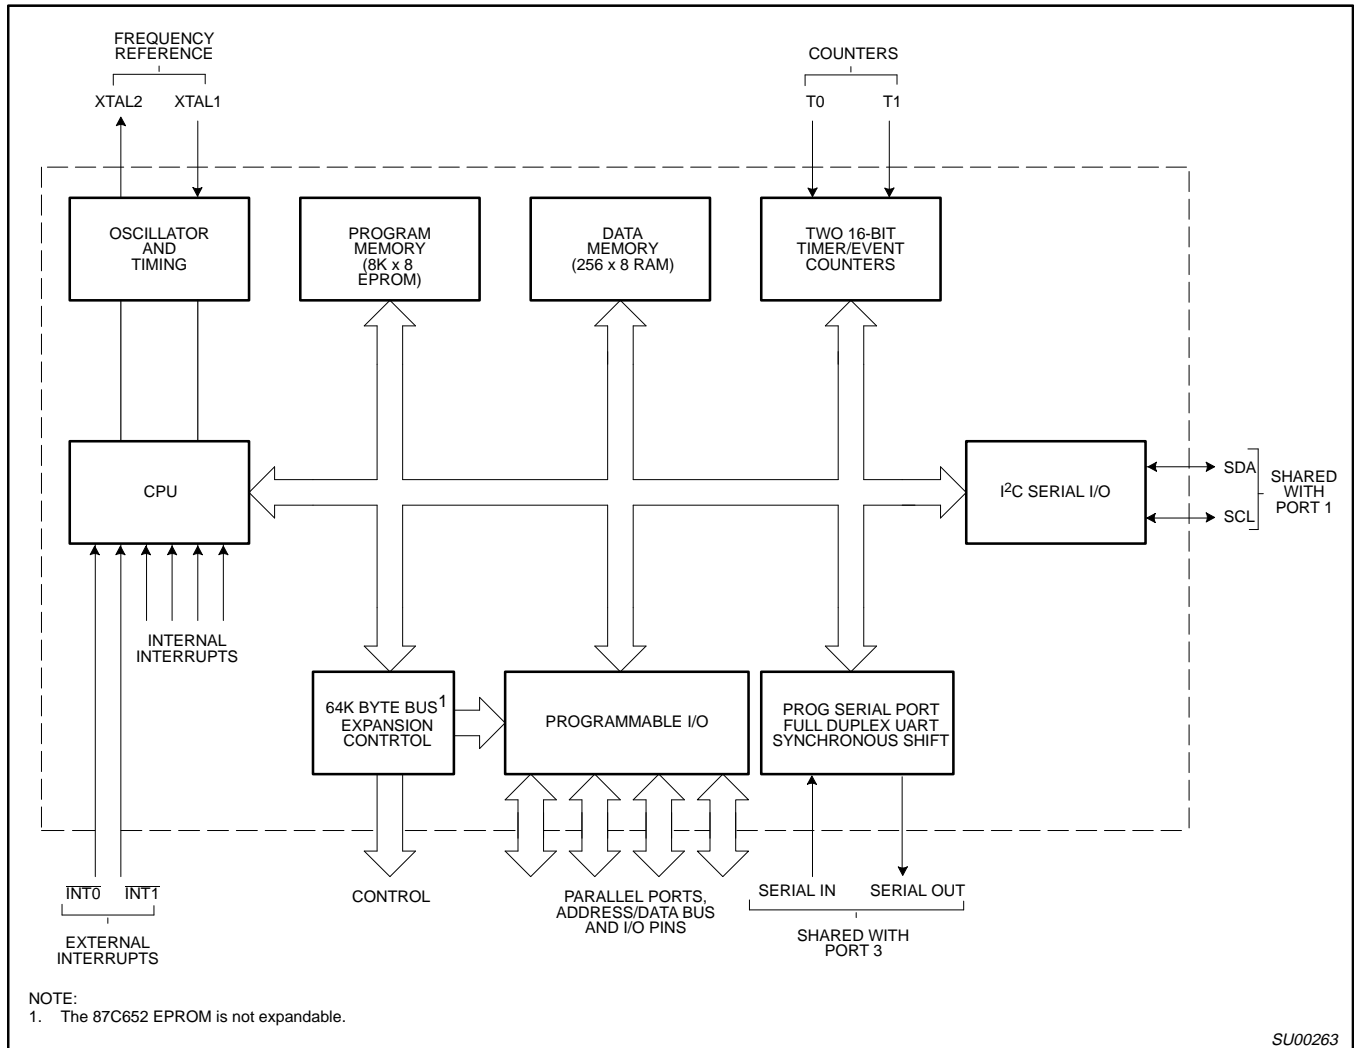 FREQUENCY
REFERENCE
XTAL2 XTAL1
COUNTERS
T0 T1
OSCILLATOR
AND
TIMING
PROGRAM
MEMORY
(8K x 8
EPROM)
DATA
MEMORY
(256 x 8 RAM)
TWO 16-BIT
TIMER/EVENT
COUNTERS
CPU
I²C SERIAL I/O
SDA
SCL
SHARED
WITH
PORT 1
INTERNAL
INTERRUPTS
64K BYTE BUS¹
EXPANSION
CONTRTOL
PROGRAMMABLE I/O
PROG SERIAL PORT
FULL DUPLEX UART
SYNCHRONOUS SHIFT
I̅N̅T̅0̅ I̅N̅T̅1̅
EXTERNAL
INTERRUPTS
CONTROL
PARALLEL PORTS,
ADDRESS/DATA BUS
AND I/O PINS
SERIAL IN SERIAL OUT
SHARED WITH
PORT 3
NOTE:
1. The 87C652 EPROM is not expandable.
SU00263